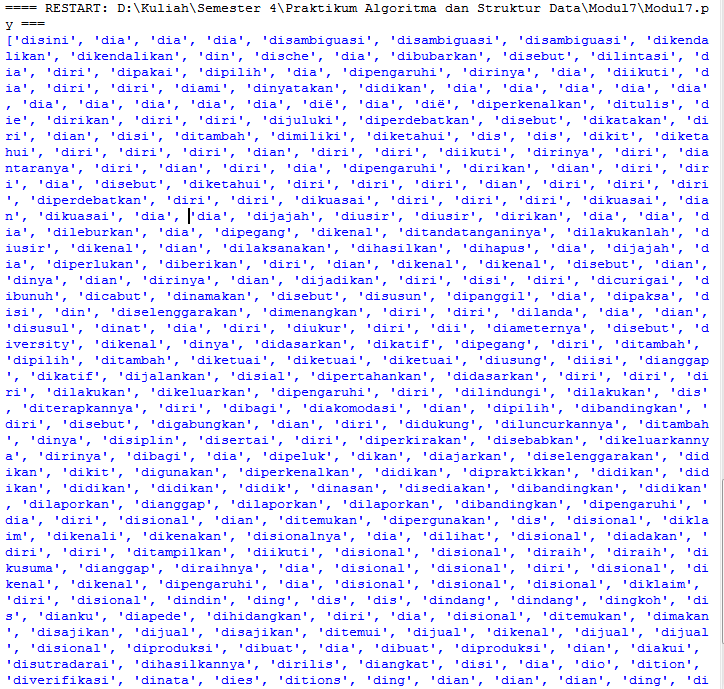 ==== RESTART: D:\Kuliah\Semester 4\Praktikum Algoritma dan Struktur Data\Modul7\Modul7.p
y ===
['disini', 'dia', 'dia', 'dia', 'disambiguasi', 'disambiguasi', 'disambiguasi', 'dikenda
likan', 'dikendalikan', 'din', 'dische', 'dia', 'dibubarkan', 'disebut', 'dilintasi', 'd
ia', 'diri', 'dipakai', 'dipilih', 'dia', 'dipengaruhi', 'dirinya', 'dia', 'diikuti', 'd
ia', 'diri', 'diri', 'diami', 'dinyatakan', 'didikan', 'dia', 'dia', 'dia', 'dia', 'dia'
, 'dia', 'dia', 'dia', 'dia', 'dia', 'dië', 'dia', 'dië', 'diperkenalkan', 'ditulis', 'd
ie', 'dirikan', 'diri', 'diri', 'dijuluki', 'diperdebatkan', 'disebut', 'dikatakan', 'di
ri', 'dian', 'disi', 'ditambah', 'dimiliki', 'diketahui', 'dis', 'dis', 'dikit', 'diketa
hui', 'diri', 'diri', 'diri', 'dian', 'diri', 'diri', 'diikuti', 'dirinya', 'diri', 'dia
ntaranya', 'diri', 'dian', 'diri', 'dia', 'dipengaruhi', 'dirikan', 'dian', 'diri', 'dir
i', 'dia', 'disebut', 'diketahui', 'diri', 'diri', 'diri', 'dian', 'diri', 'diri', 'diri
', 'diperdebatkan', 'diri', 'diri', 'dikuasai', 'diri', 'diri', 'diri', 'dikuasai', 'dia
n', 'dikuasai', 'dia', 'dia', 'dijajah', 'diusir', 'diusir', 'dirikan', 'dia', 'dia', 'd
ia', 'dileburkan', 'dia', 'dipegang', 'dikenal', 'ditandatanganinya', 'dilakukanlah', 'd
iusir', 'dikenal', 'dian', 'dilaksanakan', 'dihasilkan', 'dihapus', 'dia', 'dijajah', 'd
ia', 'diperlukan', 'diberikan', 'diri', 'dian', 'dikenal', 'dikenal', 'disebut', 'dian',
'dinya', 'dian', 'dirinya', 'dian', 'dijadikan', 'diri', 'disi', 'diri', 'dicurigai', 'd
ibunuh', 'dicabut', 'dinamakan', 'disebut', 'disusun', 'dipanggil', 'dia', 'dipaksa', 'd
isi', 'din', 'diselenggarakan', 'dimenangkan', 'diri', 'diri', 'dilanda', 'dia', 'dian',
'disusul', 'dinat', 'dia', 'diri', 'diukur', 'diri', 'dii', 'diameternya', 'disebut', 'd
iversity', 'dikenal', 'dinya', 'didasarkan', 'dikatif', 'dipegang', 'diri', 'ditambah',
'dipilih', 'ditambah', 'diketuai', 'diketuai', 'diketuai', 'diusung', 'diisi', 'dianggap
', 'dikatif', 'dijalankan', 'disial', 'dipertahankan', 'didasarkan', 'diri', 'diri', 'di
ri', 'dilakukan', 'dikeluarkan', 'dipengaruhi', 'diri', 'dilindungi', 'dilakukan', 'dis'
, 'diterapkannya', 'diri', 'dibagi', 'diakomodasi', 'dian', 'dipilih', 'dibandingkan', '
diri', 'disebut', 'digabungkan', 'dian', 'diri', 'didukung', 'diluncurkannya', 'ditambah
', 'dinya', 'disiplin', 'disertai', 'diri', 'diperkirakan', 'disebabkan', 'dikeluarkanny
a', 'dirinya', 'dibagi', 'dia', 'dipeluk', 'dikan', 'diajarkan', 'diselenggarakan', 'did
ikan', 'dikit', 'digunakan', 'diperkenalkan', 'didikan', 'dipraktikkan', 'didikan', 'did
ikan', 'didikan', 'didikan', 'didik', 'dinasan', 'disediakan', 'dibandingkan', 'didikan'
, 'dilaporkan', 'dianggap', 'dilaporkan', 'dilaporkan', 'dibandingkan', 'dipengaruhi', '
dia', 'diri', 'disional', 'dian', 'ditemukan', 'dipergunakan', 'dis', 'disional', 'dikla
im', 'dikenali', 'dikenakan', 'disionalnya', 'dia', 'dilihat', 'disional', 'diadakan', '
diri', 'diri', 'ditampilkan', 'diikuti', 'disional', 'disional', 'diraih', 'diraih', 'di
kusuma', 'dianggap', 'diraihnya', 'dia', 'disional', 'disional', 'diri', 'disional', 'di
kenal', 'dikenal', 'dipengaruhi', 'dia', 'disional', 'disional', 'disional', 'diklaim',
'diri', 'disional', 'dindin', 'ding', 'dis', 'dis', 'dindang', 'dindang', 'dingkoh', 'di
s', 'dianku', 'diapede', 'dihidangkan', 'diri', 'dia', 'disional', 'ditemukan', 'dimakan
', 'disajikan', 'dijual', 'disajikan', 'ditemui', 'dijual', 'dikenal', 'dijual', 'dijual
', 'disional', 'diproduksi', 'dibuat', 'dia', 'dibuat', 'diproduksi', 'dian', 'diakui',
'disutradarai', 'dihasilkannya', 'dirilis', 'diangkat', 'disi', 'dia', 'dio', 'dition',
'diverifikasi', 'dinata', 'dies', 'ditions', 'ding', 'dian', 'dian', 'dian', 'ding', 'di